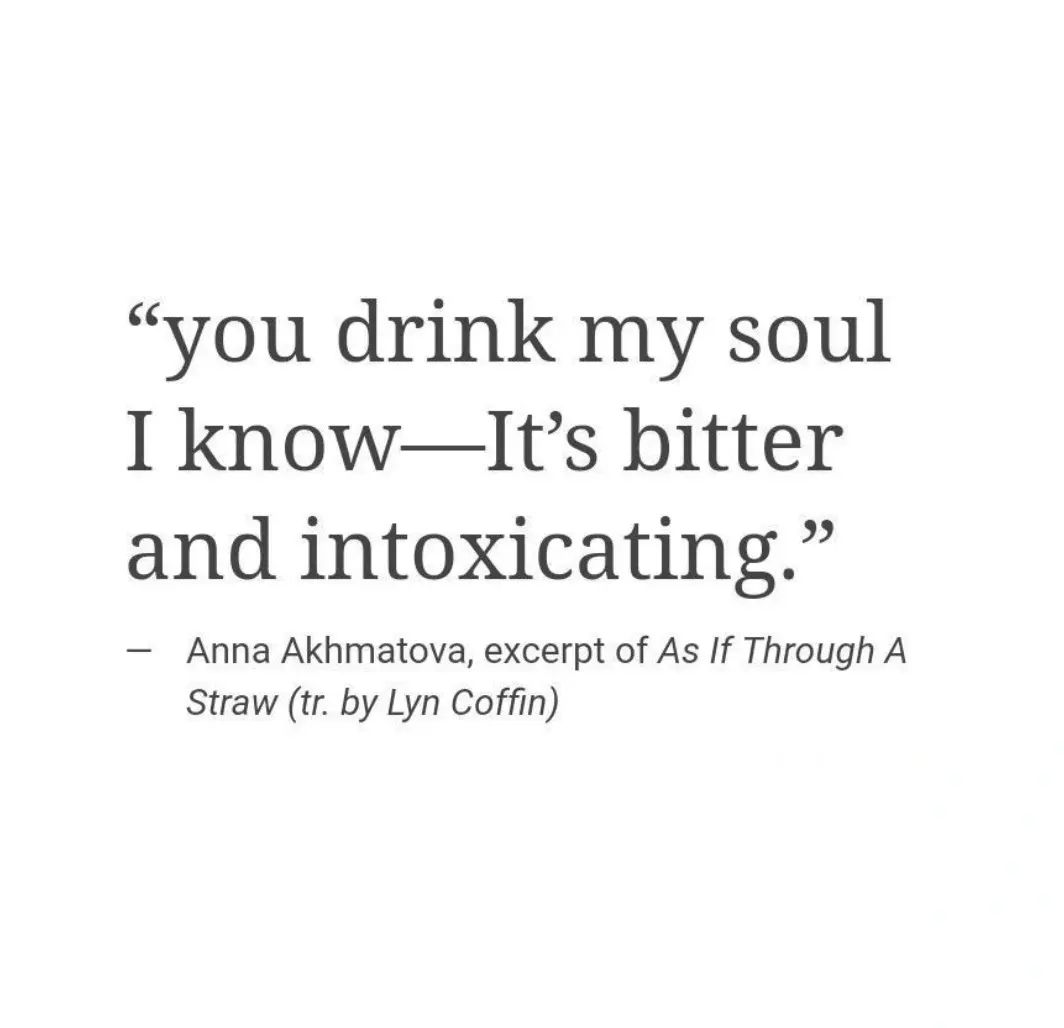 “you drink my soul
I know—It’s bitter
and intoxicating.”
— Anna Akhmatova, excerpt of As If Through A
Straw (tr. by Lyn Coffin)